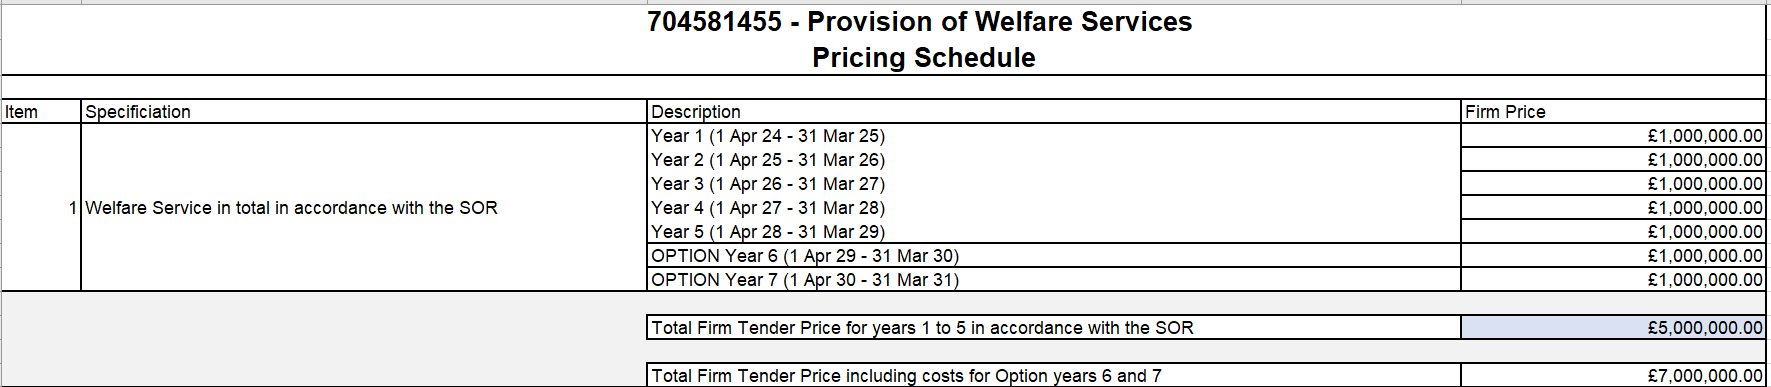 704581455 - Provision of Welfare Services
Pricing Schedule
Item Specificiation Description Firm Price
Year 1 (1 Apr 24 - 31 Mar 25) £1,000,000.00
Year 2 (1 Apr 25 - 31 Mar 26) £1,000,000.00
Year 3 (1 Apr 26 - 31 Mar 27) £1,000,000.00
1 Welfare Service in total in accordance with the SOR Year 4 (1 Apr 27 - 31 Mar 28) £1,000,000.00
Year 5 (1 Apr 28 - 31 Mar 29) £1,000,000.00
OPTION Year 6 (1 Apr 29 - 31 Mar 30) £1,000,000.00
OPTION Year 7 (1 Apr 30 - 31 Mar 31) £1,000,000.00
Total Firm Tender Price for years 1 to 5 in accordance with the SOR £5,000,000.00
Total Firm Tender Price including costs for Option years 6 and 7 £7,000,000.00